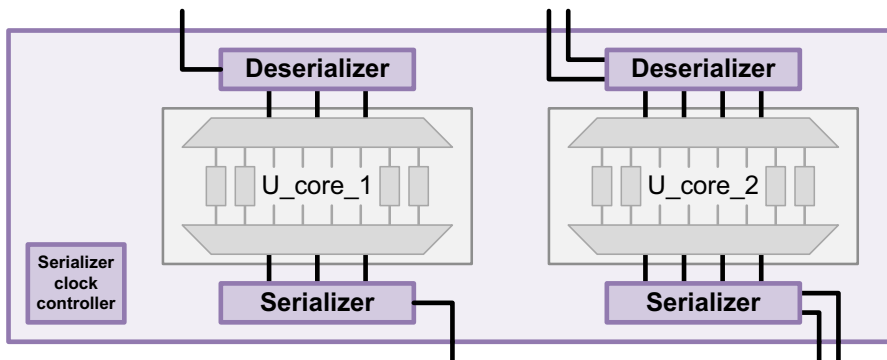 Deserializer
Deserializer
U_core_1
U_core_2
Serializer
clock
controller
Serializer
Serializer